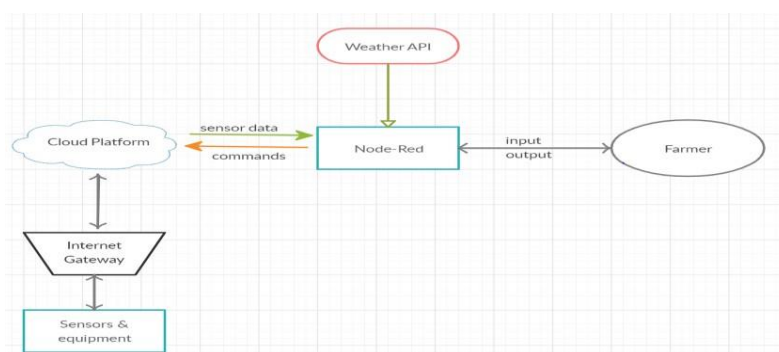 Weather API
sensor data
Cloud Platform
commands
Node-Red
input
output
Farmer
Internet
Gateway
Sensors &
equipment